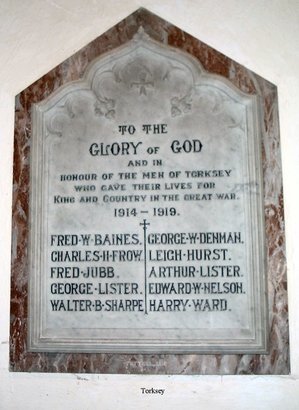 TO THE
GLORY OF GOD
AND IN
HONOUR OF THE MEN OF TORKSEY
WHO GAVE THEIR LIVES FOR
KING AND COUNTRY IN THE GREAT WAR.
1914-1919.
FRED·W·BAINES.
CHARLES·H·FROW.
FRED·JUBB.
GEORGE·LISTER.
WALTER·B·SHARPE
GEORGE·W·DENMAN.
LEIGH·HURST.
ARTHUR·LISTER.
EDWARD·W·NELSON.
HARRY·WARD.
Torksey